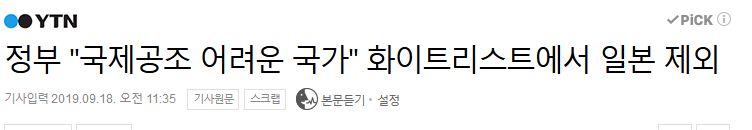 YTN
PiCK
정부 "국제공조 어려운 국가" 화이트리스트에서 일본 제외
기사입력 2019.09.18. 오전 11:35 기사원문 스크랩 본문듣기 · 설정